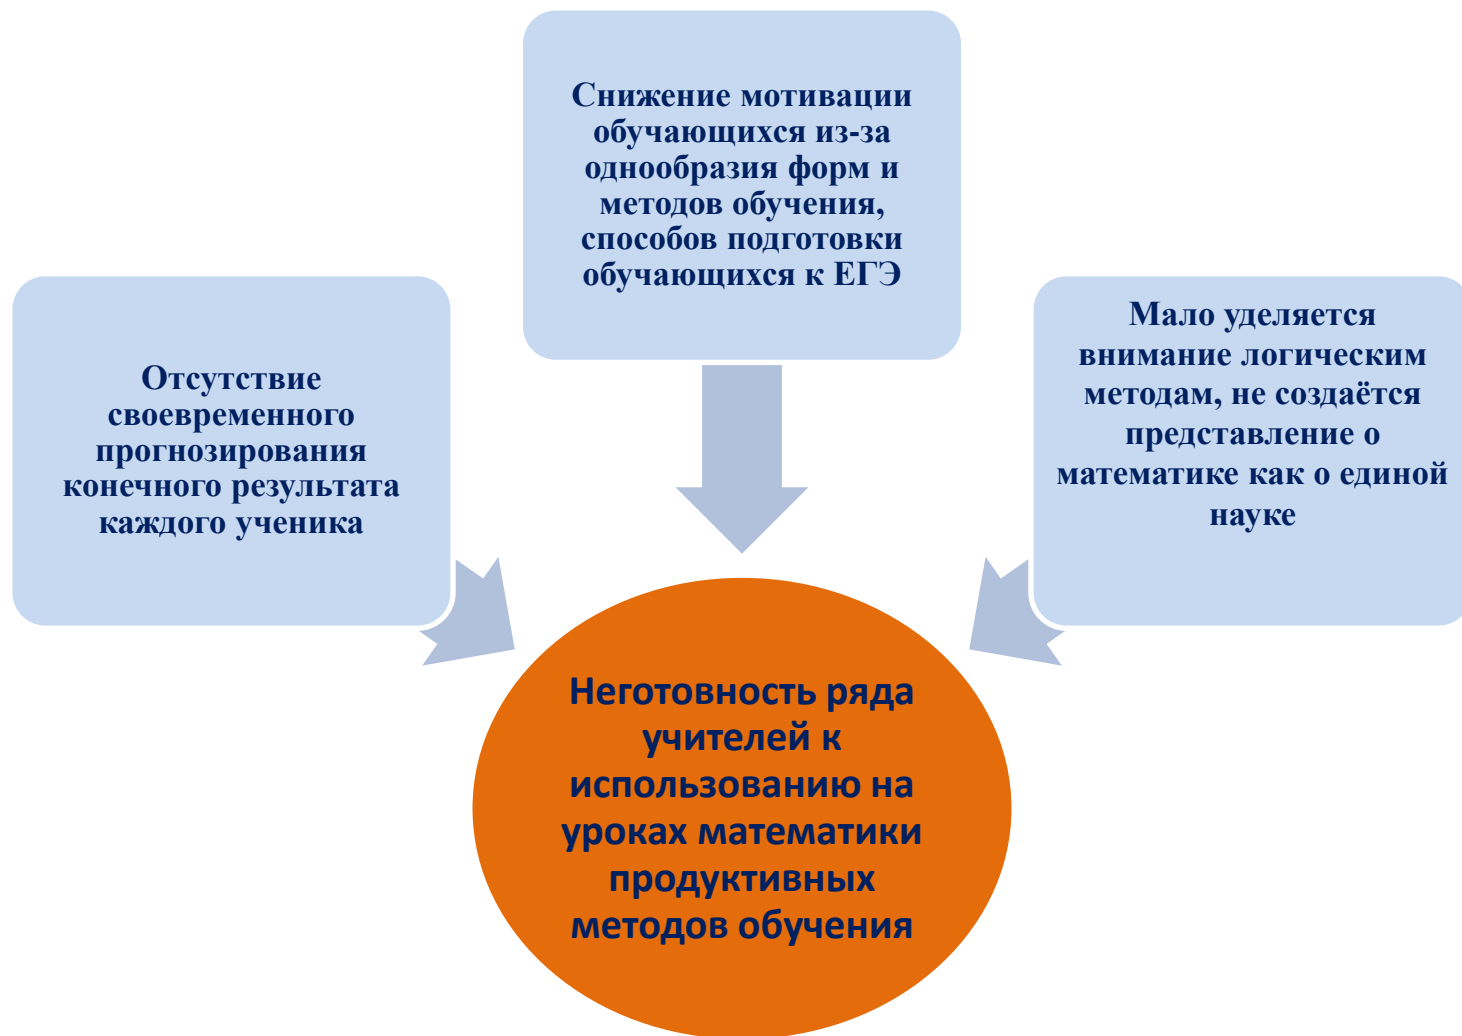 Снижение мотивации
обучающихся из-за
однообразия форм и
методов обучения,
способов подготовки
обучающихся к ЕГЭ
Отсутствие
своевременного
прогнозирования
конечного результата
каждого ученика
Мало уделяется
внимание логическим
методам, не создаётся
представление о
математике как о единой
науке
Неготовность ряда
учителей к
использованию на
уроках математики
продуктивных
методов обучения